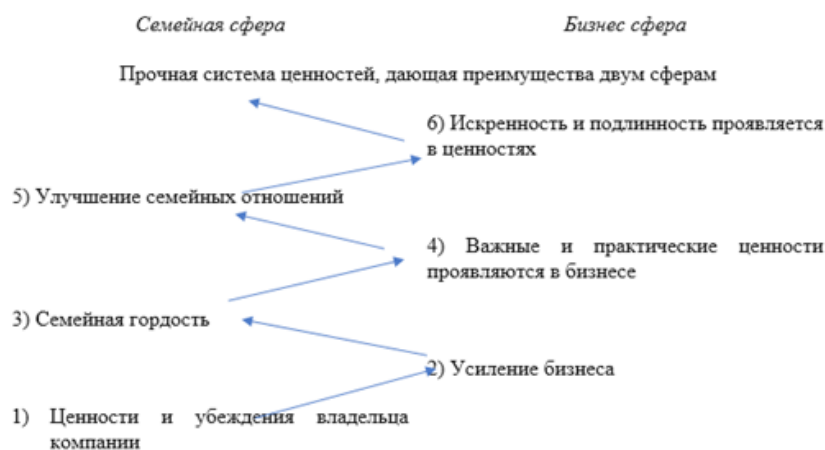 Семейная сфера
Бизнес сфера
Прочная система ценностей, дающая преимущества двум сферам
6) Искренность и подлинность проявляется
в ценностях
5) Улучшение семейных отношений
4) Важные и практические ценности
проявляются в бизнесе
3) Семейная гордость
2) Усиление бизнеса
1) Ценности и убеждения владельца
компании